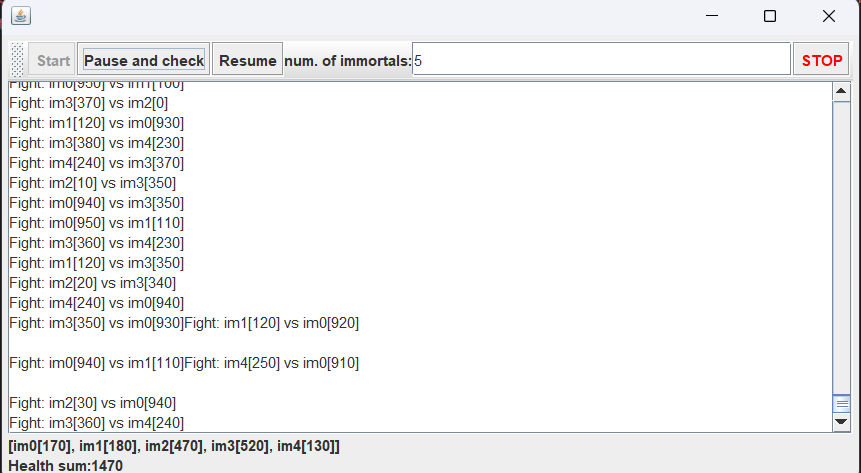 Start Pause and check Resume num. of immortals: 5 STOP
Fight: im0[950] vs im1[100]
Fight: im3[370] vs im2[0]
Fight: im1[120] vs im0[930]
Fight: im3[380] vs im4[230]
Fight: im4[240] vs im3[370]
Fight: im2[10] vs im3[350]
Fight: im0[940] vs im3[350]
Fight: im0[950] vs im1[110]
Fight: im3[360] vs im4[230]
Fight: im1[120] vs im3[350]
Fight: im2[20] vs im3[340]
Fight: im4[240] vs im0[940]
Fight: im3[350] vs im0[930]Fight: im1[120] vs im0[920]
Fight: im0[940] vs im1[110]Fight: im4[250] vs im0[910]
Fight: im2[30] vs im0[940]
Fight: im3[360] vs im4[240]
[im0[170], im1[180], im2[470], im3[520], im4[130]]
Health sum:1470